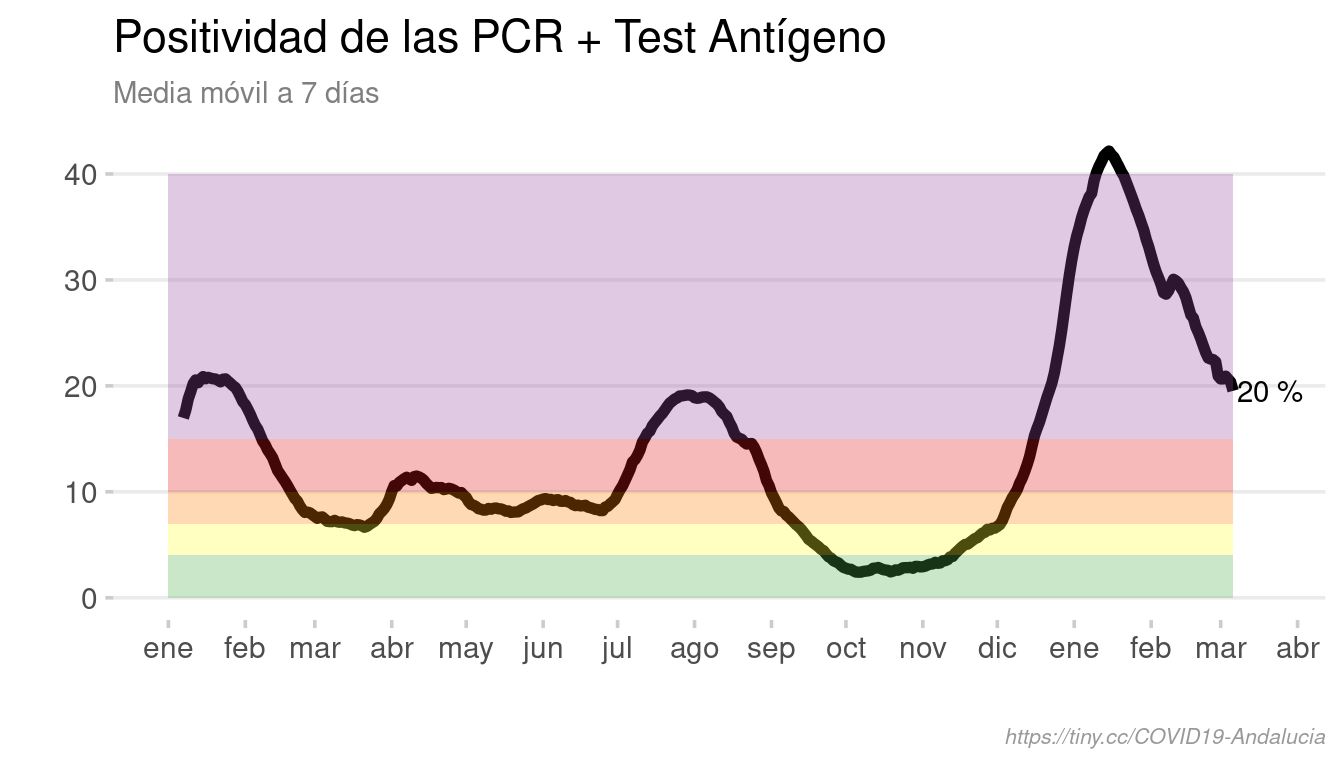 Positividad de las PCR + Test Antígeno
Media móvil a 7 días
40
30
20
10
0
20 %
ene feb mar abr may jun jul ago sep oct nov dic ene feb mar abr
https://tiny.cc/COVID19-Andalucia